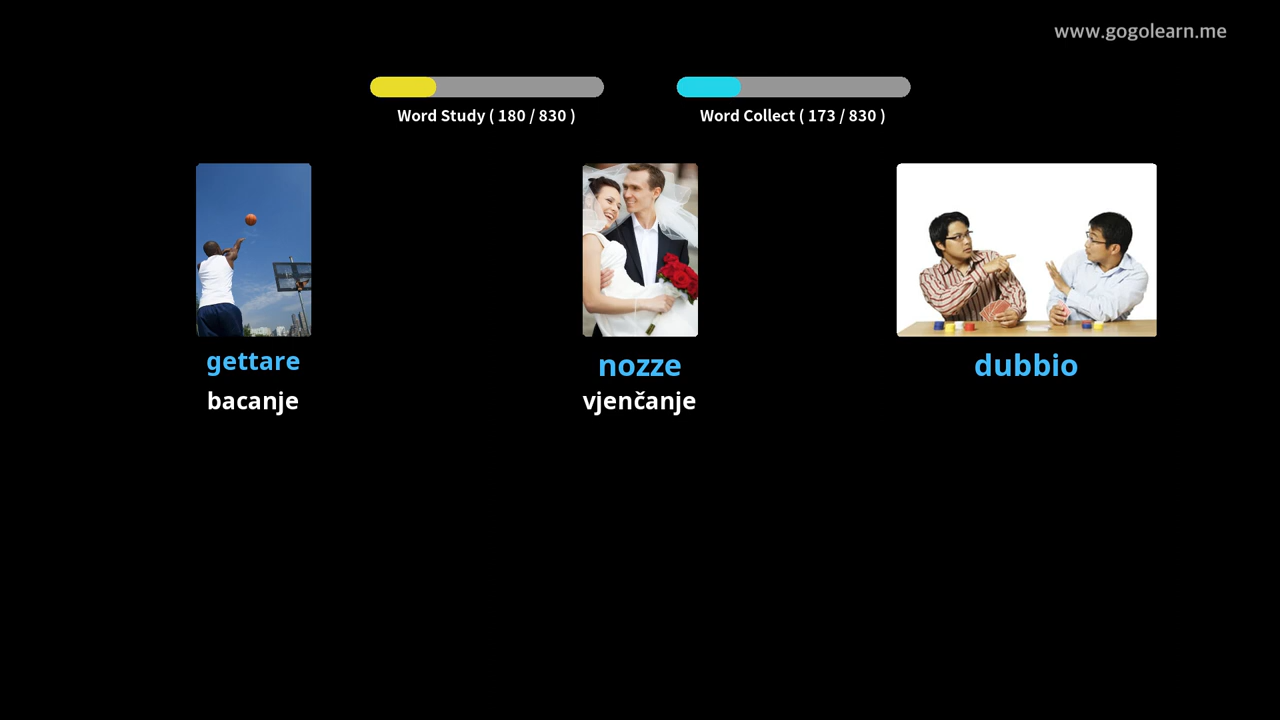 www.gogolearn.me
Word Study ( 180 / 830 )
Word Collect ( 173 / 830 )
gettare
bacanje
nozze
vjenčanje
dubbio